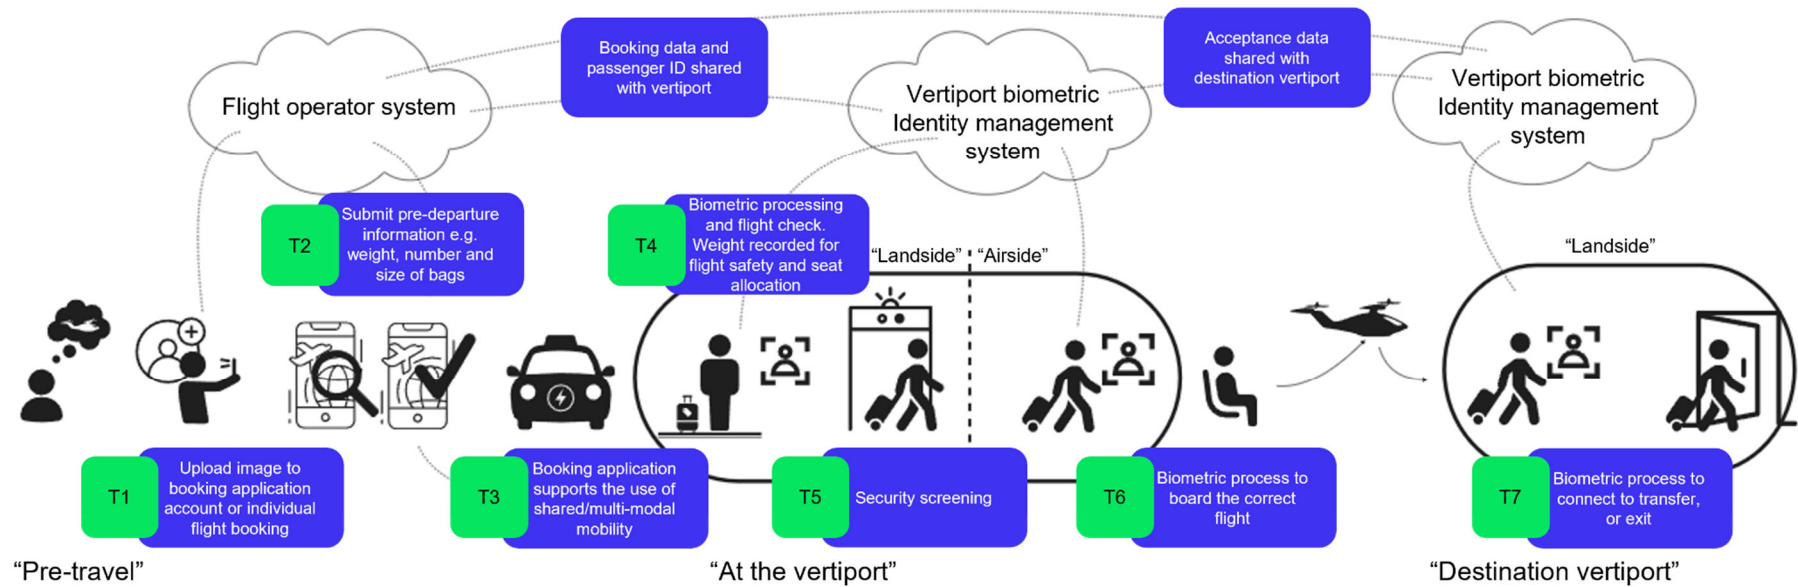 Booking data and
passenger ID shared
with vertiport
Acceptance data
shared with
destination vertiport
Flight operator system
Vertiport biometric
Identity management
system
Vertiport biometric
Identity management
system
T2
Submit pre-departure
information e.g.
weight, number and
size of bags
T4
Biometric processing
and flight check.
Weight recorded for
flight safety and seat
allocation
“Landside”
“Airside”
“Landside”
T1
Upload image to
booking application
account or individual
flight booking
T3
Booking application
supports the use of
shared/multi-modal
mobility
T5
Security screening
T6
Biometric process to
board the correct
flight
T7
Biometric process to
connect to transfer,
or exit
“Pre-travel”
“At the vertiport”
“Destination vertiport”